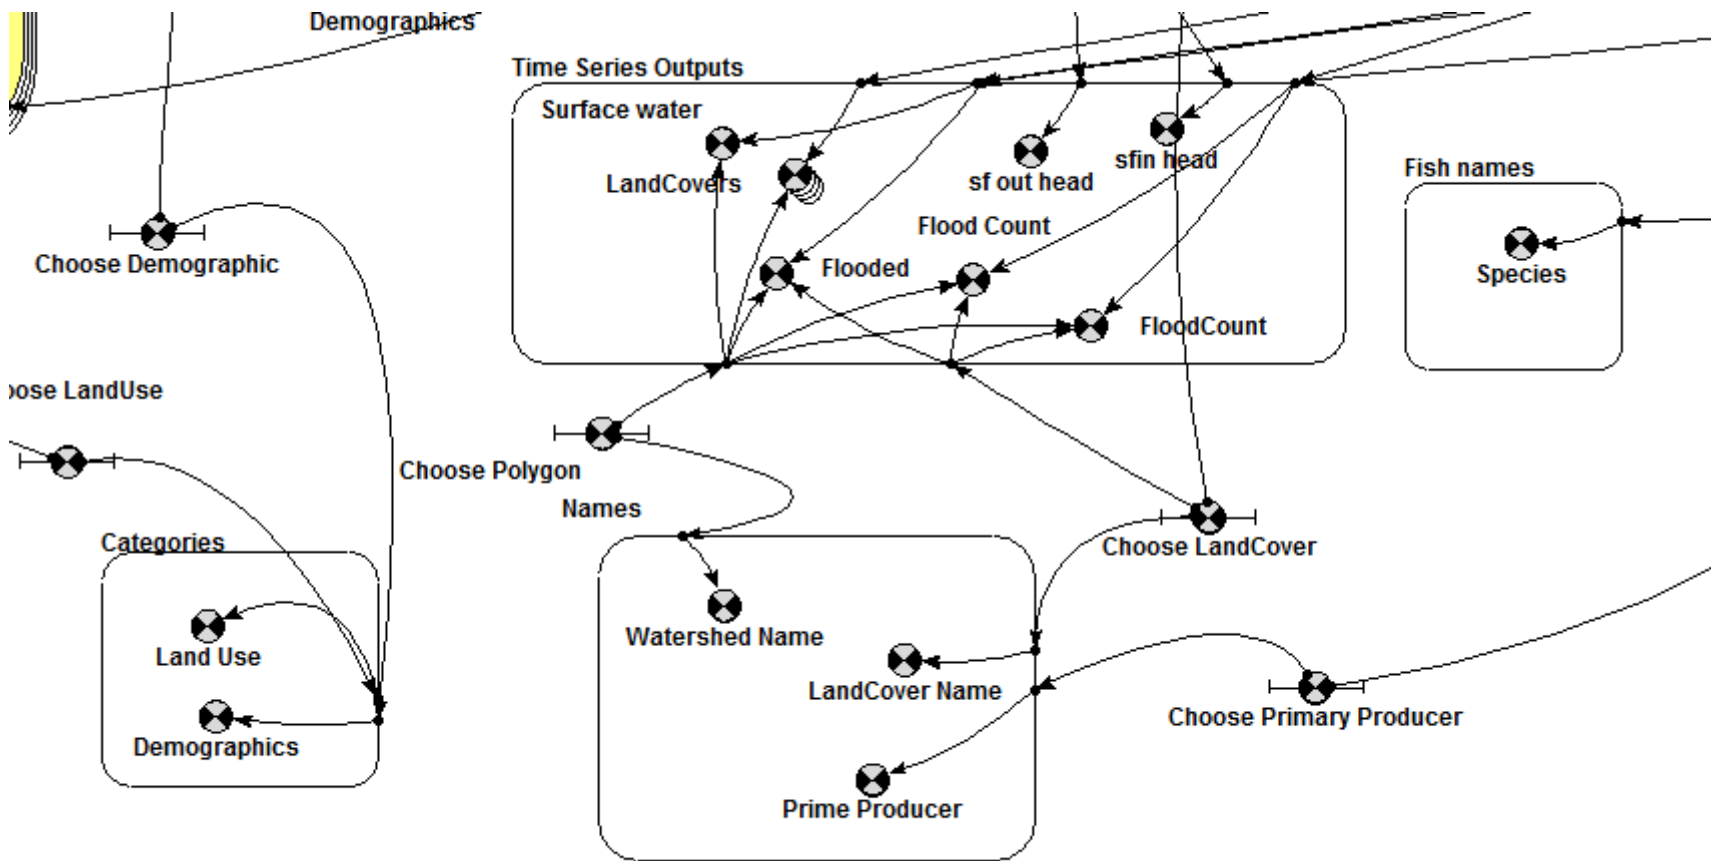 Demographics
Time Series Outputs
Surface water
LandCovers
sf out head
sfin head
Fish names
Flood Count
Flooded
Species
FloodCount
Choose Demographic
oose LandUse
Choose Polygon
Names
Choose LandCover
Categories
Land Use
Demographics
Watershed Name
LandCover Name
Choose Primary Producer
Prime Producer